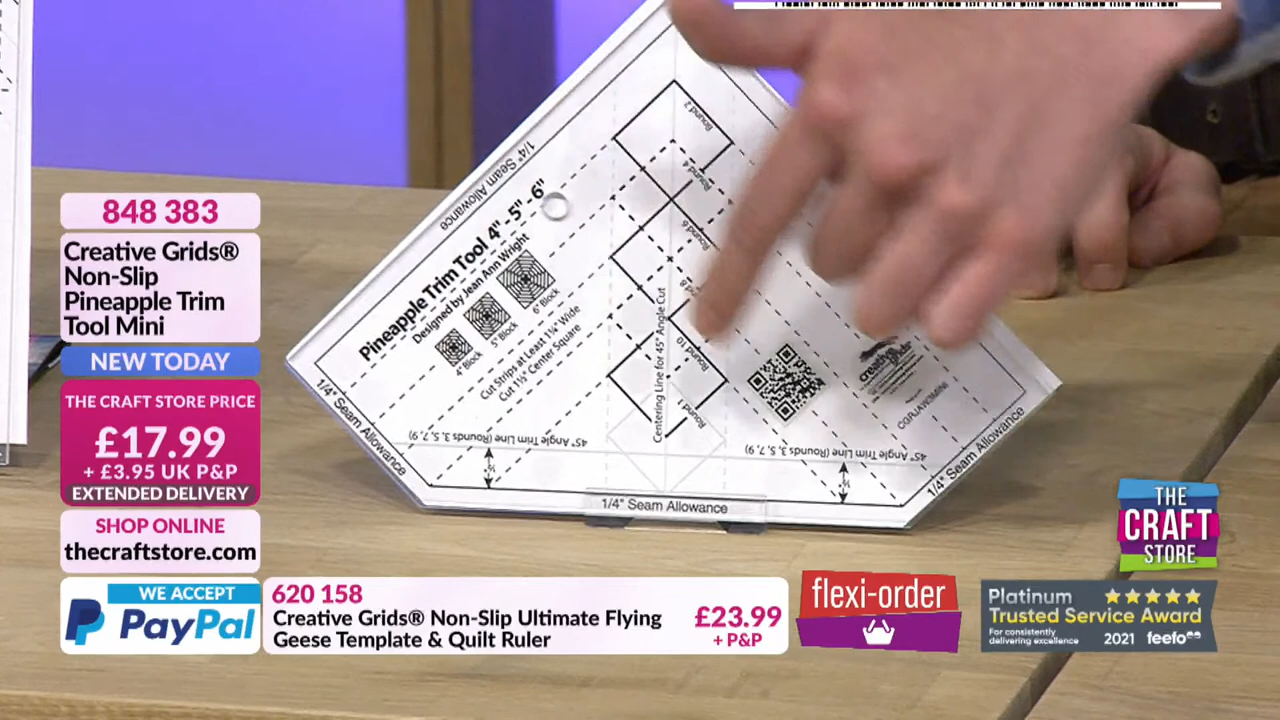 848 383
Creative Grids®
Non-Slip
Pineapple Trim
Tool Mini
NEW TODAY
THE CRAFT STORE PRICE
£17.99
+ £3.95 UK P&P
EXTENDED DELIVERY
SHOP ONLINE
thecraftstore.com
WE ACCEPT
PayPal
620 158
Creative Grids® Non-Slip Ultimate Flying
Geese Template & Quilt Ruler
£23.99
+ P&P
flexi-order
THE
CRAFT
STORE
Platinum
Trusted Service Award
For consistently
delivering excellence
2021 feefo
1/4" Seam Allowance
Pineapple Trim Tool 4"-5"-6"
Designed by Jean Ann Wright
4" Block
5" Block
6" Block
Cut Strips at Least 1¼" Wide
Cut 1½" Center Square
Round 2
Round 4
Round 6
Round 10
Round
Centering Line for 45° Angle Cut
45° Angle Trim Line (Rounds 3, 5, 7, 9)
45° Angle Trim Line (Rounds 3, 5, 7, 9)
1/4" Seam Allowance
1/4" Seam Allowance
1/4" Seam Allowance
CGRJAW3MINI